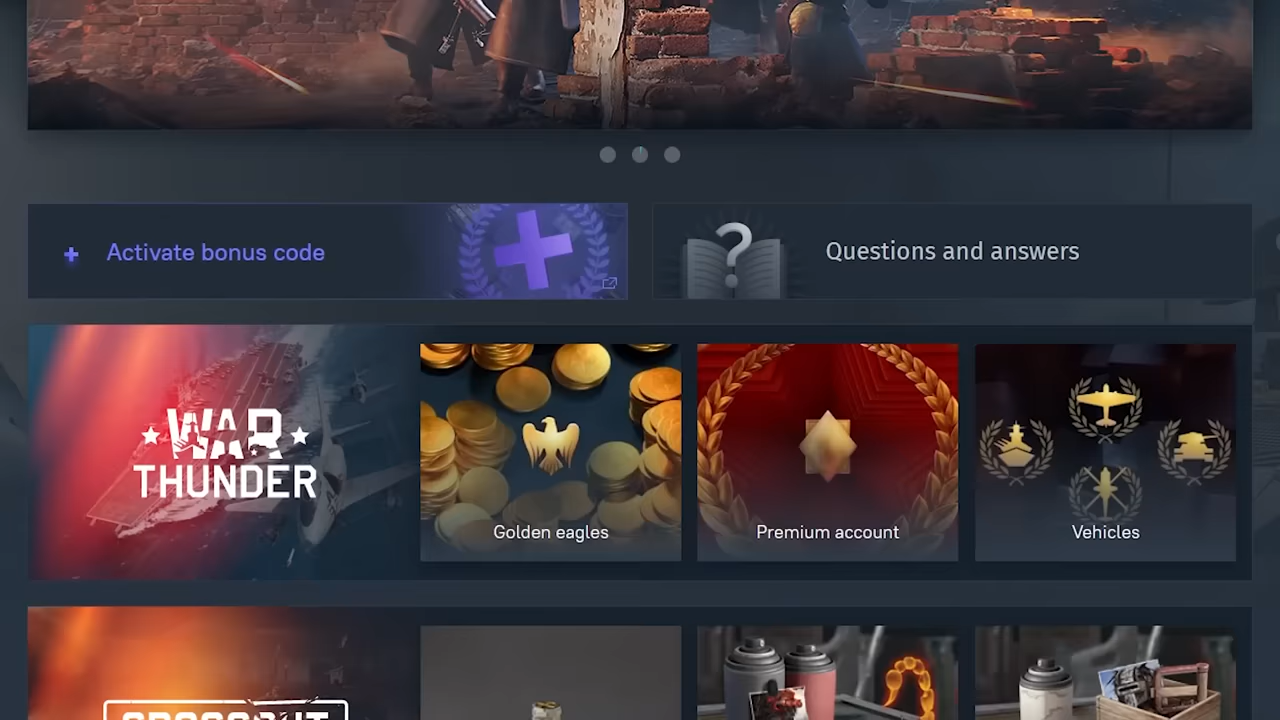 Activate bonus code
Questions and answers
WAR
THUNDER
Golden eagles
Premium account
Vehicles